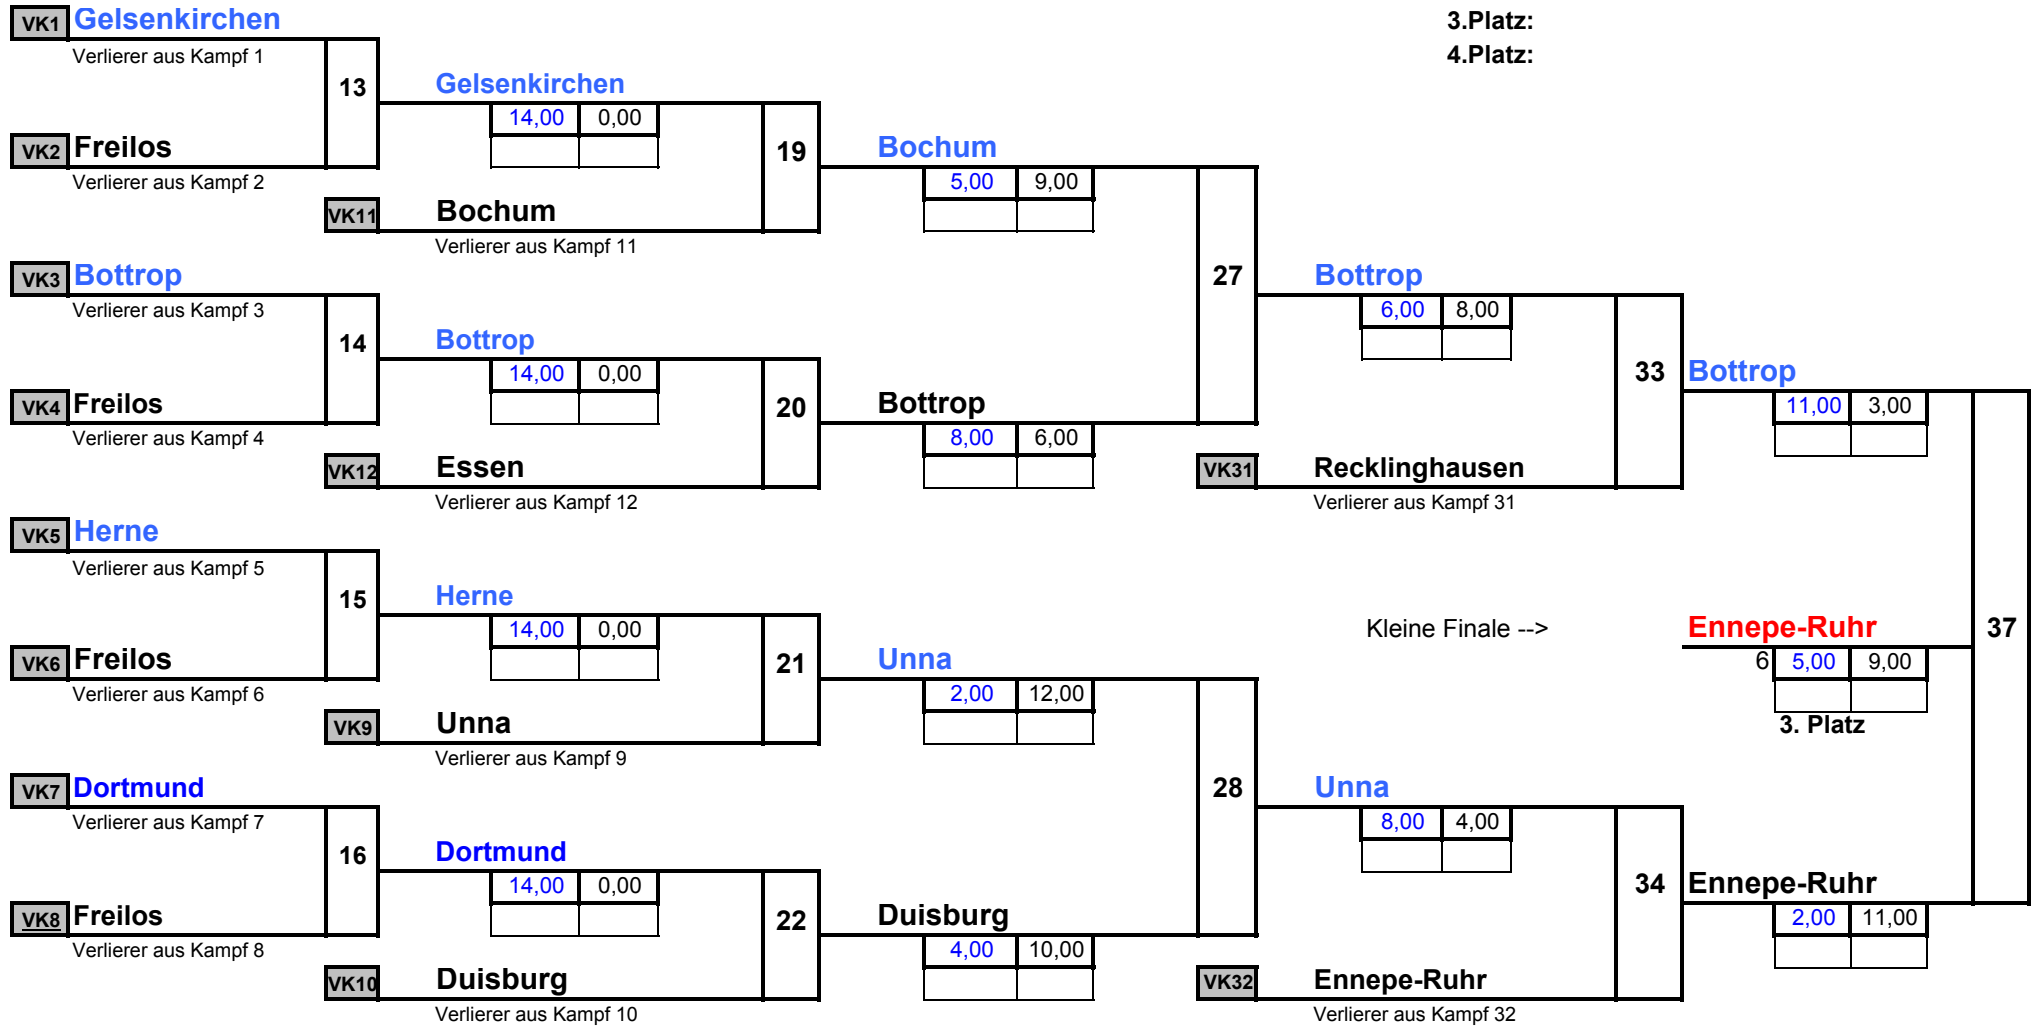 VK1 Gelsenkirchen 3.Platz:
Verlierer aus Kampf 1 4.Platz:
13 Gelsenkirchen
14,00 0,00
VK2 Freilos 19 Bochum
Verlierer aus Kampf 2 5,00 9,00
VK11 Bochum
Verlierer aus Kampf 11
VK3 Bottrop 27 Bottrop
Verlierer aus Kampf 3 6,00 8,00
14 Bottrop
14,00 0,00 33 Bottrop
VK4 Freilos 20 Bottrop 11,00 3,00
Verlierer aus Kampf 4 8,00 6,00
VK12 Essen VK31 Recklinghausen
Verlierer aus Kampf 12 Verlierer aus Kampf 31
VK5 Herne
Verlierer aus Kampf 5
15 Herne
14,00 0,00 Kleine Finale --> Ennepe-Ruhr 37
VK6 Freilos 21 Unna 6 5,00 9,00
Verlierer aus Kampf 6 2,00 12,00
VK9 Unna 3. Platz
Verlierer aus Kampf 9
VK7 Dortmund 28 Unna
Verlierer aus Kampf 7 8,00 4,00
16 Dortmund
14,00 0,00 34 Ennepe-Ruhr
VK8 Freilos 22 Duisburg 2,00 11,00
Verlierer aus Kampf 8 4,00 10,00
VK10 Duisburg VK32 Ennepe-Ruhr
Verlierer aus Kampf 10 Verlierer aus Kampf 32